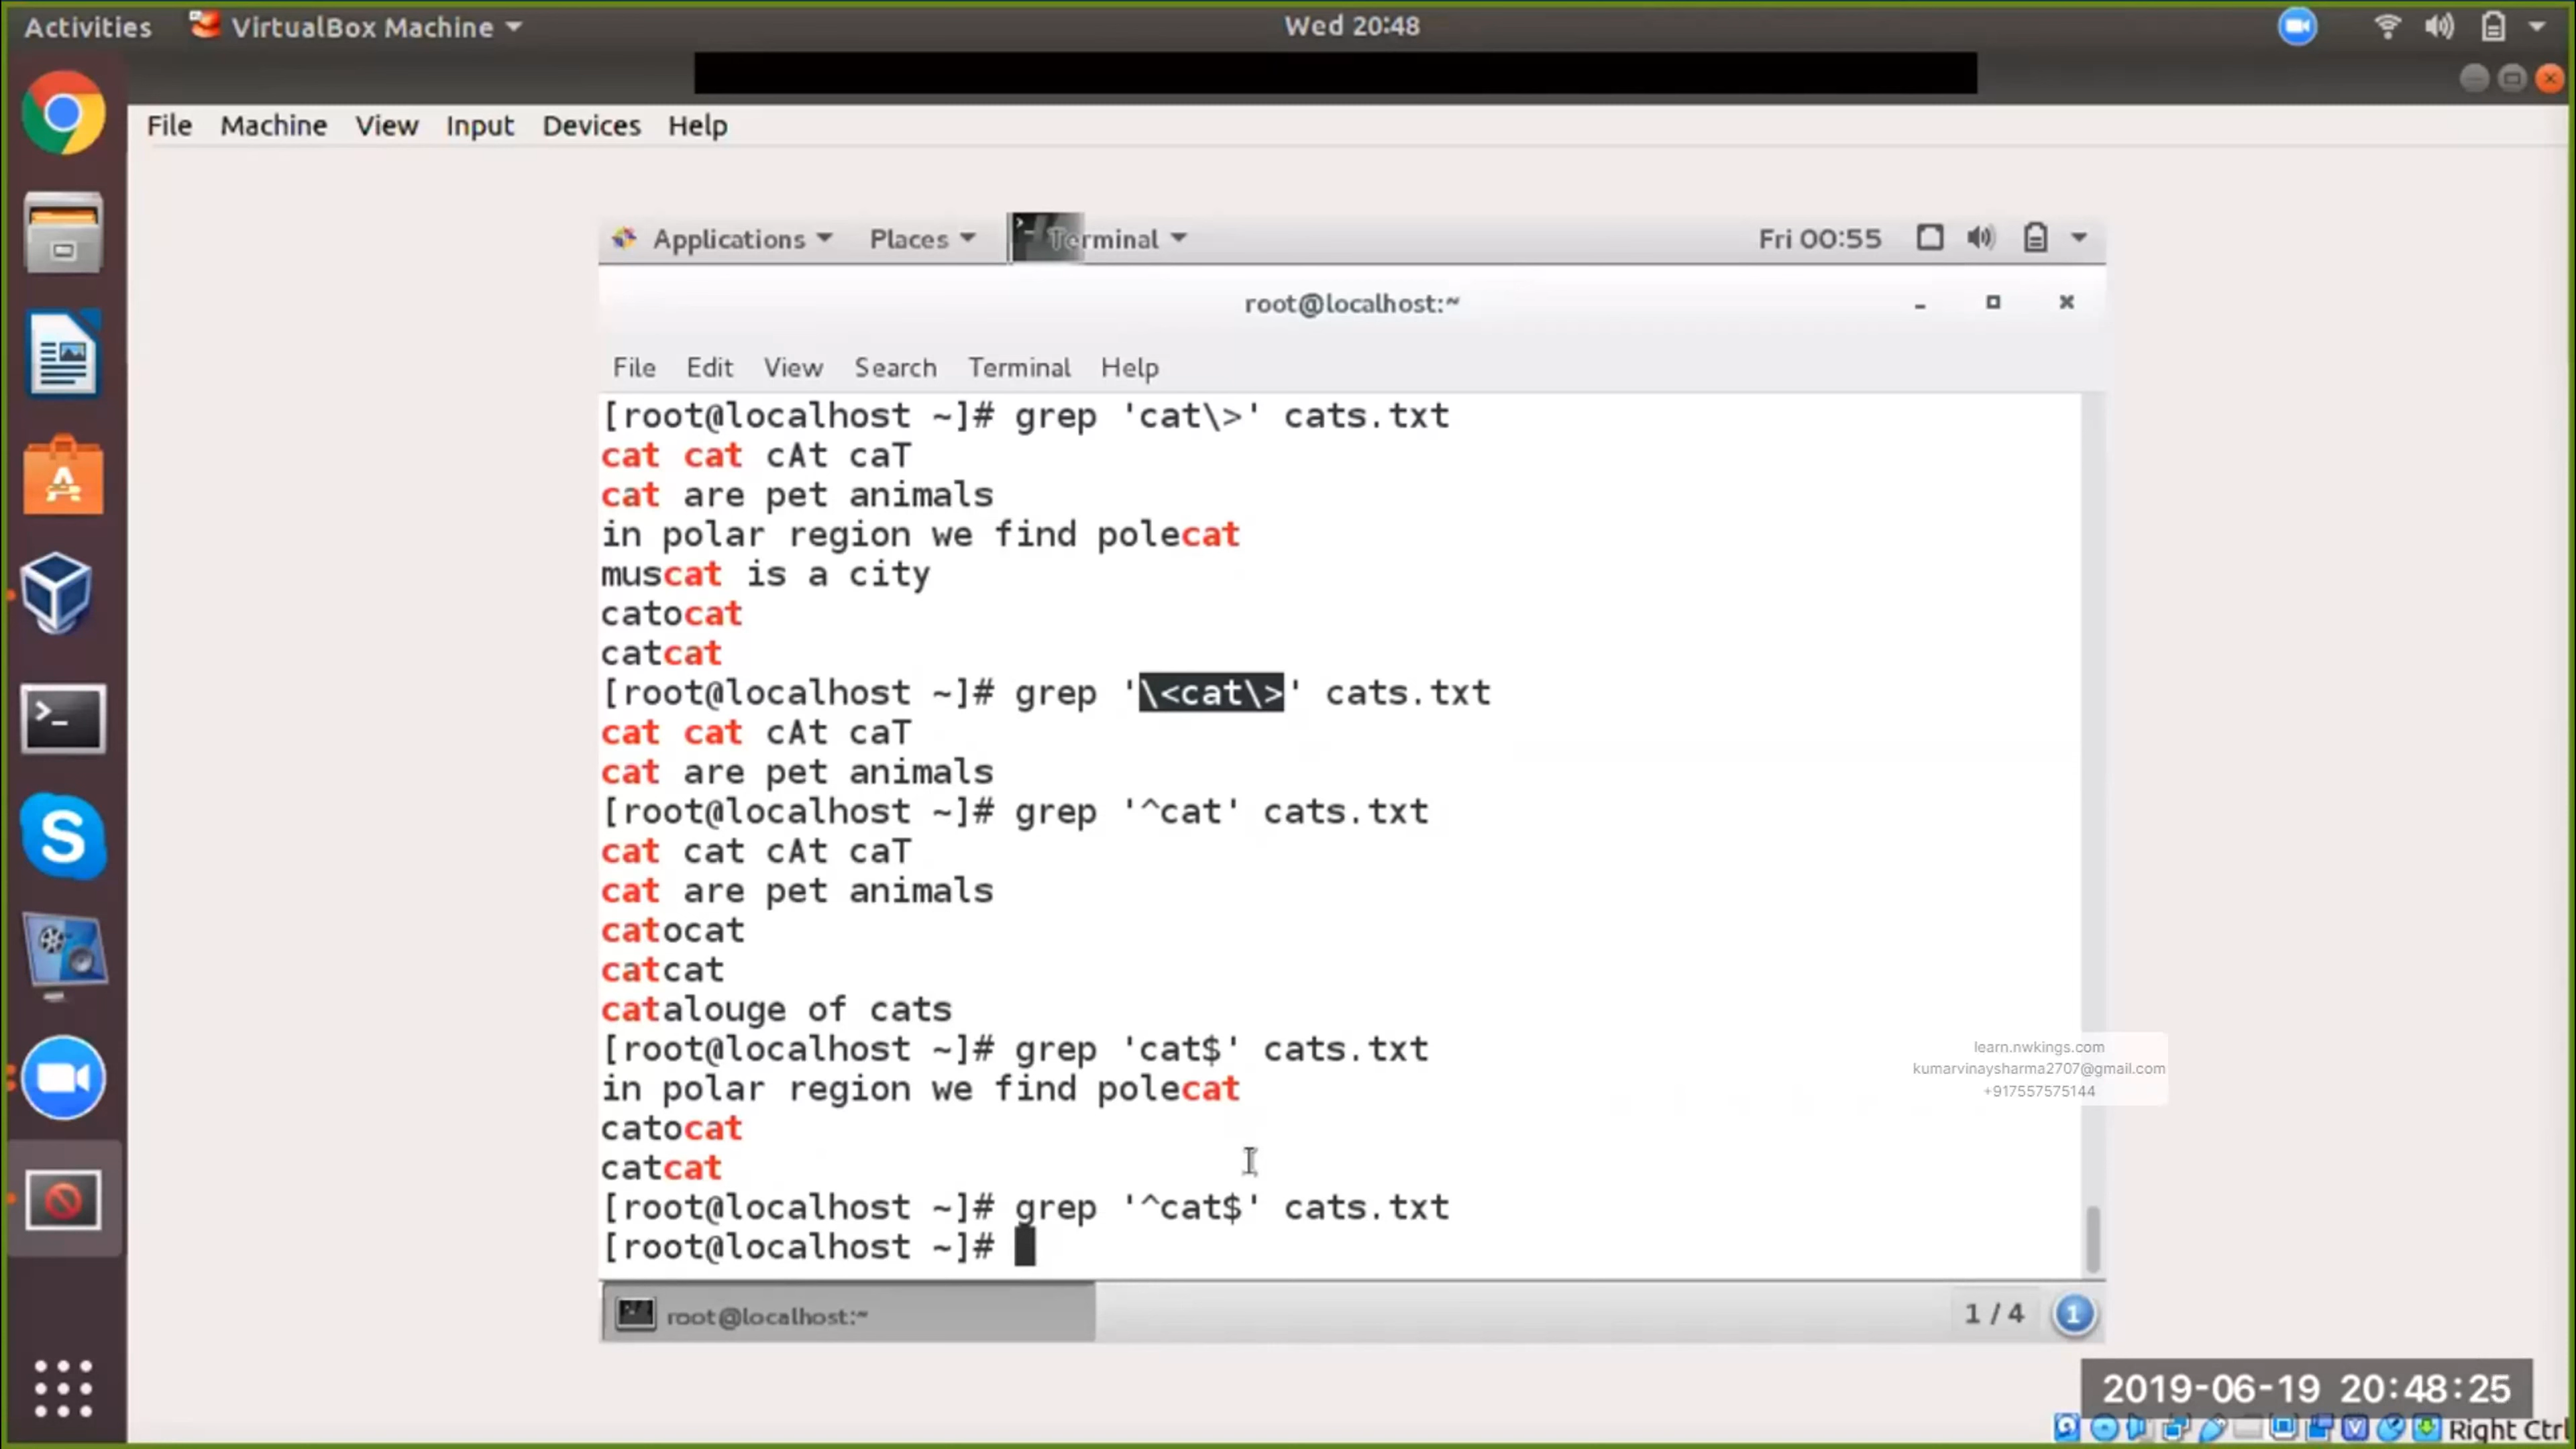 Activities VirtualBox Machine Wed 20:48
File Machine View Input Devices Help
Applications Places Terminal Fri 00:55
root@localhost:~
File Edit View Search Terminal Help
[root@localhost ~]# grep 'cat\>' cats.txt
cat cat cAt caT
cat are pet animals
in polar region we find polecat
muscat is a city
catocat
catcat
[root@localhost ~]# grep '\<cat\>' cats.txt
cat cat cAt caT
cat are pet animals
[root@localhost ~]# grep '^cat' cats.txt
cat cat cAt caT
cat are pet animals
catocat
catcat
catalouge of cats
[root@localhost ~]# grep 'cat$' cats.txt
in polar region we find polecat
catocat
catcat
[root@localhost ~]# grep '^cat$' cats.txt
[root@localhost ~]#
learn.nwkings.com
kumarvinaysharma2707@gmail.com
+917557575144
root@localhost:~ 1 / 4 1
2019-06-19 20:48:25
Right Ctrl